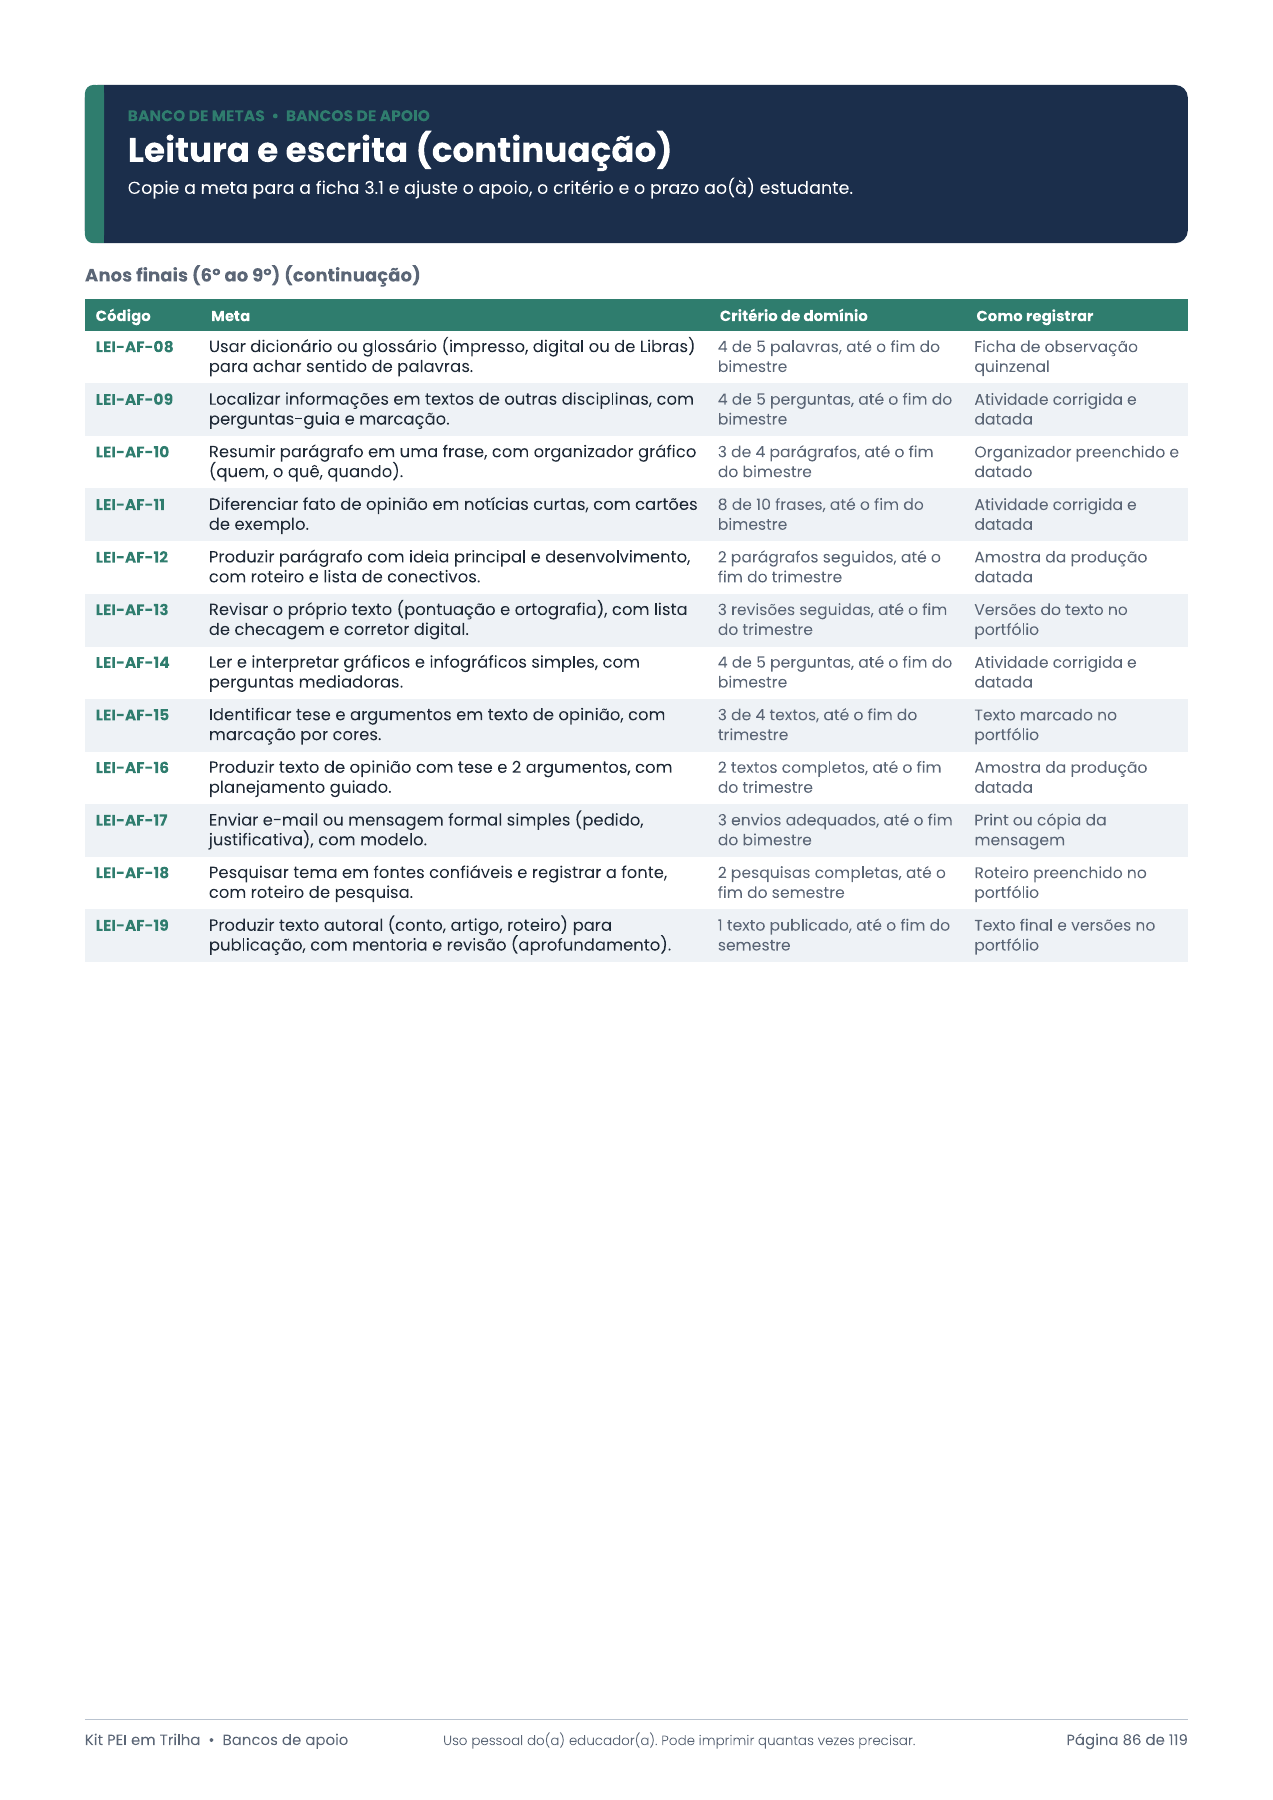 BANCO DE METAS • BANCOS DE APOIO
Leitura e escrita (continuação)
Copie a meta para a ficha 3.1 e ajuste o apoio, o critério e o prazo ao(à) estudante.
Anos finais (6º ao 9º) (continuação)
Código Meta Critério de domínio Como registrar
LEI-AF-08 Usar dicionário ou glossário (impresso, digital ou de Libras) 4 de 5 palavras, até o fim do Ficha de observação
para achar sentido de palavras. bimestre quinzenal
LEI-AF-09 Localizar informações em textos de outras disciplinas, com 4 de 5 perguntas, até o fim do Atividade corrigida e
perguntas-guia e marcação. bimestre datada
LEI-AF-10 Resumir parágrafo em uma frase, com organizador gráfico 3 de 4 parágrafos, até o fim Organizador preenchido e
(quem, o quê, quando). do bimestre datado
LEI-AF-11 Diferenciar fato de opinião em notícias curtas, com cartões 8 de 10 frases, até o fim do Atividade corrigida e
de exemplo. bimestre datada
LEI-AF-12 Produzir parágrafo com ideia principal e desenvolvimento, 2 parágrafos seguidos, até o Amostra da produção
com roteiro e lista de conectivos. fim do trimestre datada
LEI-AF-13 Revisar o próprio texto (pontuação e ortografia), com lista 3 revisões seguidas, até o fim Versões do texto no
de checagem e corretor digital. do trimestre portfólio
LEI-AF-14 Ler e interpretar gráficos e infográficos simples, com 4 de 5 perguntas, até o fim do Atividade corrigida e
perguntas mediadoras. bimestre datada
LEI-AF-15 Identificar tese e argumentos em texto de opinião, com 3 de 4 textos, até o fim do Texto marcado no
marcação por cores. trimestre portfólio
LEI-AF-16 Produzir texto de opinião com tese e 2 argumentos, com 2 textos completos, até o fim Amostra da produção
planejamento guiado. do trimestre datada
LEI-AF-17 Enviar e-mail ou mensagem formal simples (pedido, 3 envios adequados, até o fim Print ou cópia da
justificativa), com modelo. do bimestre mensagem
LEI-AF-18 Pesquisar tema em fontes confiáveis e registrar a fonte, 2 pesquisas completas, até o Roteiro preenchido no
com roteiro de pesquisa. fim do semestre portfólio
LEI-AF-19 Produzir texto autoral (conto, artigo, roteiro) para 1 texto publicado, até o fim do Texto final e versões no
publicação, com mentoria e revisão (aprofundamento). semestre portfólio
Kit PEI em Trilha • Bancos de apoio Uso pessoal do(a) educador(a). Pode imprimir quantas vezes precisar. Página 86 de 119